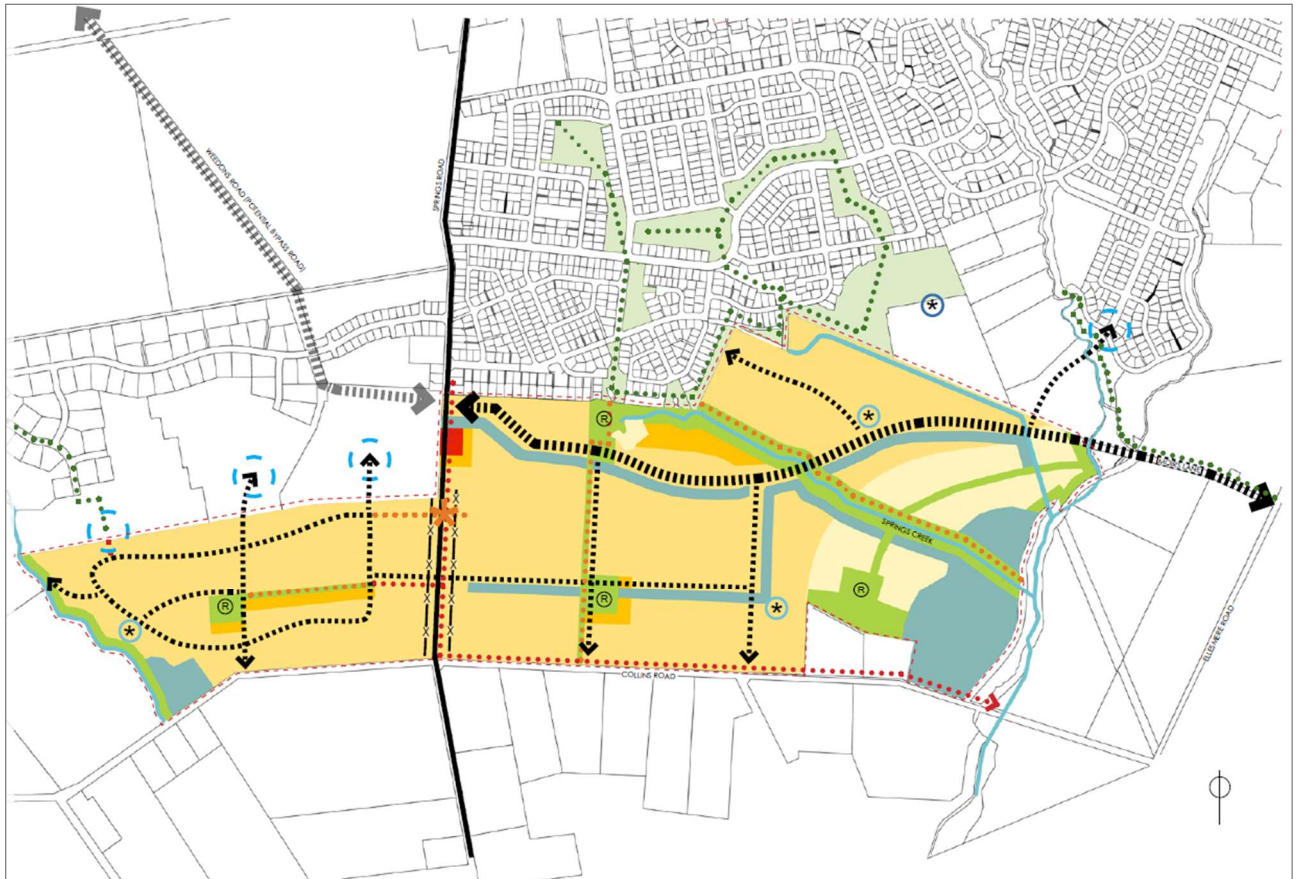 WEEDONS ROAD (POTENTIAL BYPASS ROAD)
SPRINGS ROAD
*
R
*
SPRINGS CREEK
R
R
R
*
*
COLLINS ROAD
ELLESMERE ROAD